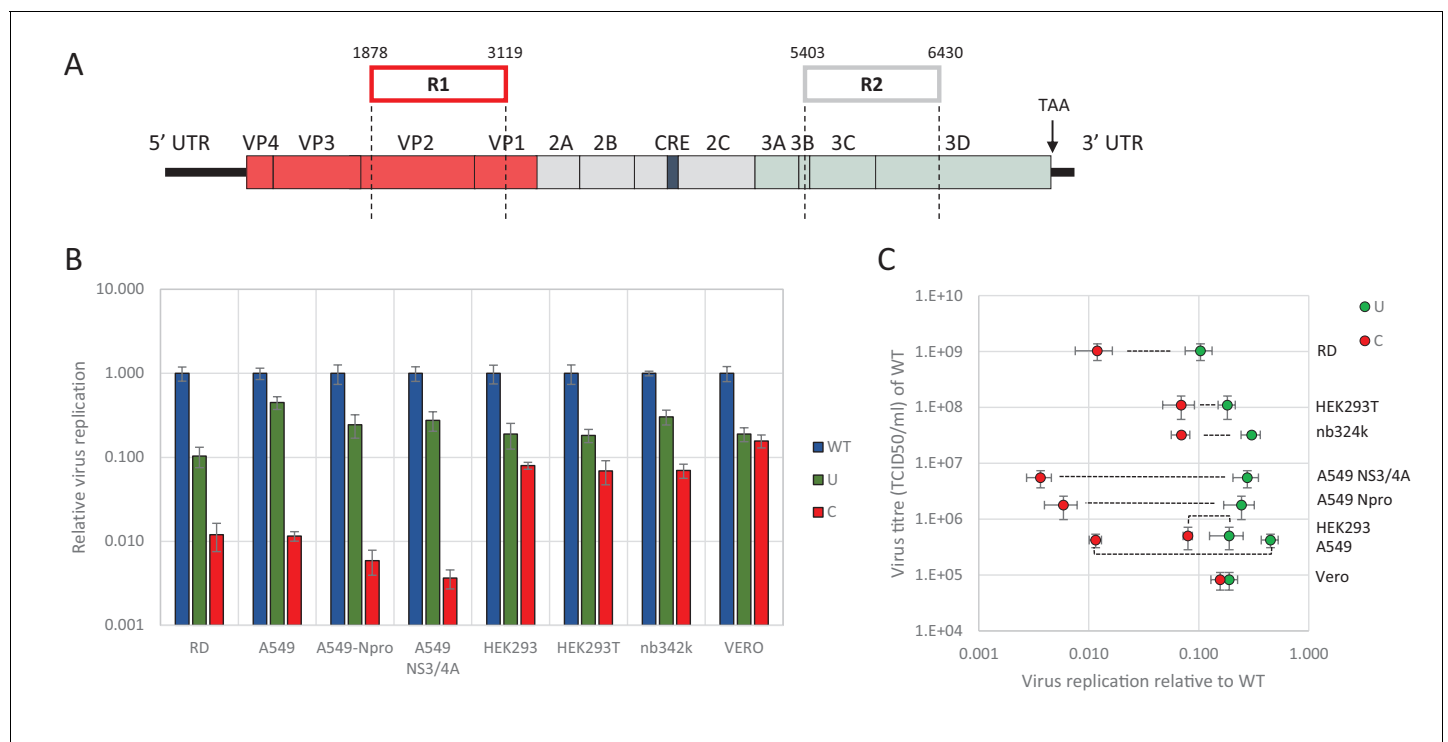 A
1878 3119 5403 6430
R1 R2
TAA
5’ UTR VP4 VP3 VP2 VP1 2A 2B CRE 2C 3A 3B 3C 3D 3’ UTR
B
Relative virus replication
10.000
1.000
0.100
0.010
0.001
RD A549 A549-Npro A549 NS3/4A HEK293 HEK293T nb342k VERO
WT
U
C
C
Virus titre (TCID50/ml) of WT
1.E+10
1.E+09
1.E+08
1.E+07
1.E+06
1.E+05
1.E+04
0.001 0.010 0.100 1.000
Virus replication relative to WT
U
C
RD
HEK293T
nb324k
A549 NS3/4A
A549 Npro
HEK293
A549
Vero